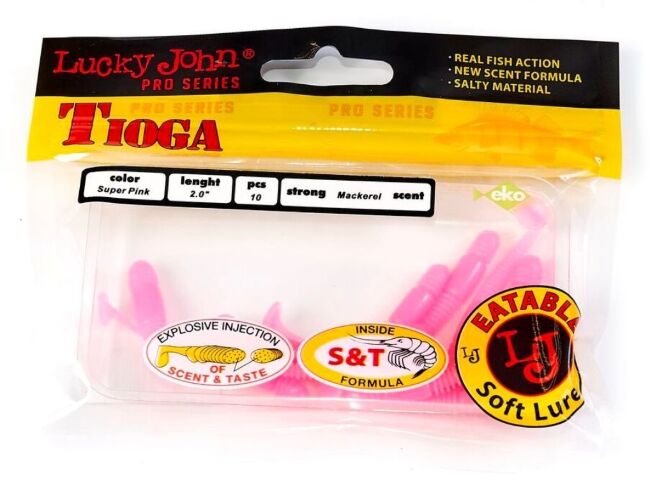 Lucky John®
PRO SERIES
PRO SERIES
PRO SERIES
TIOGA
· REAL FISH ACTION
· NEW SCENT FORMULA
· SALTY MATERIAL
color
Super Pink
lenght
2.0"
pcs
10
strong Mackerel scent
eko
EXPLOSIVE INJECTION
OF
SCENT & TASTE
INSIDE
S&T
FORMULA
EATABLE
LJ
LJ
Soft Lure